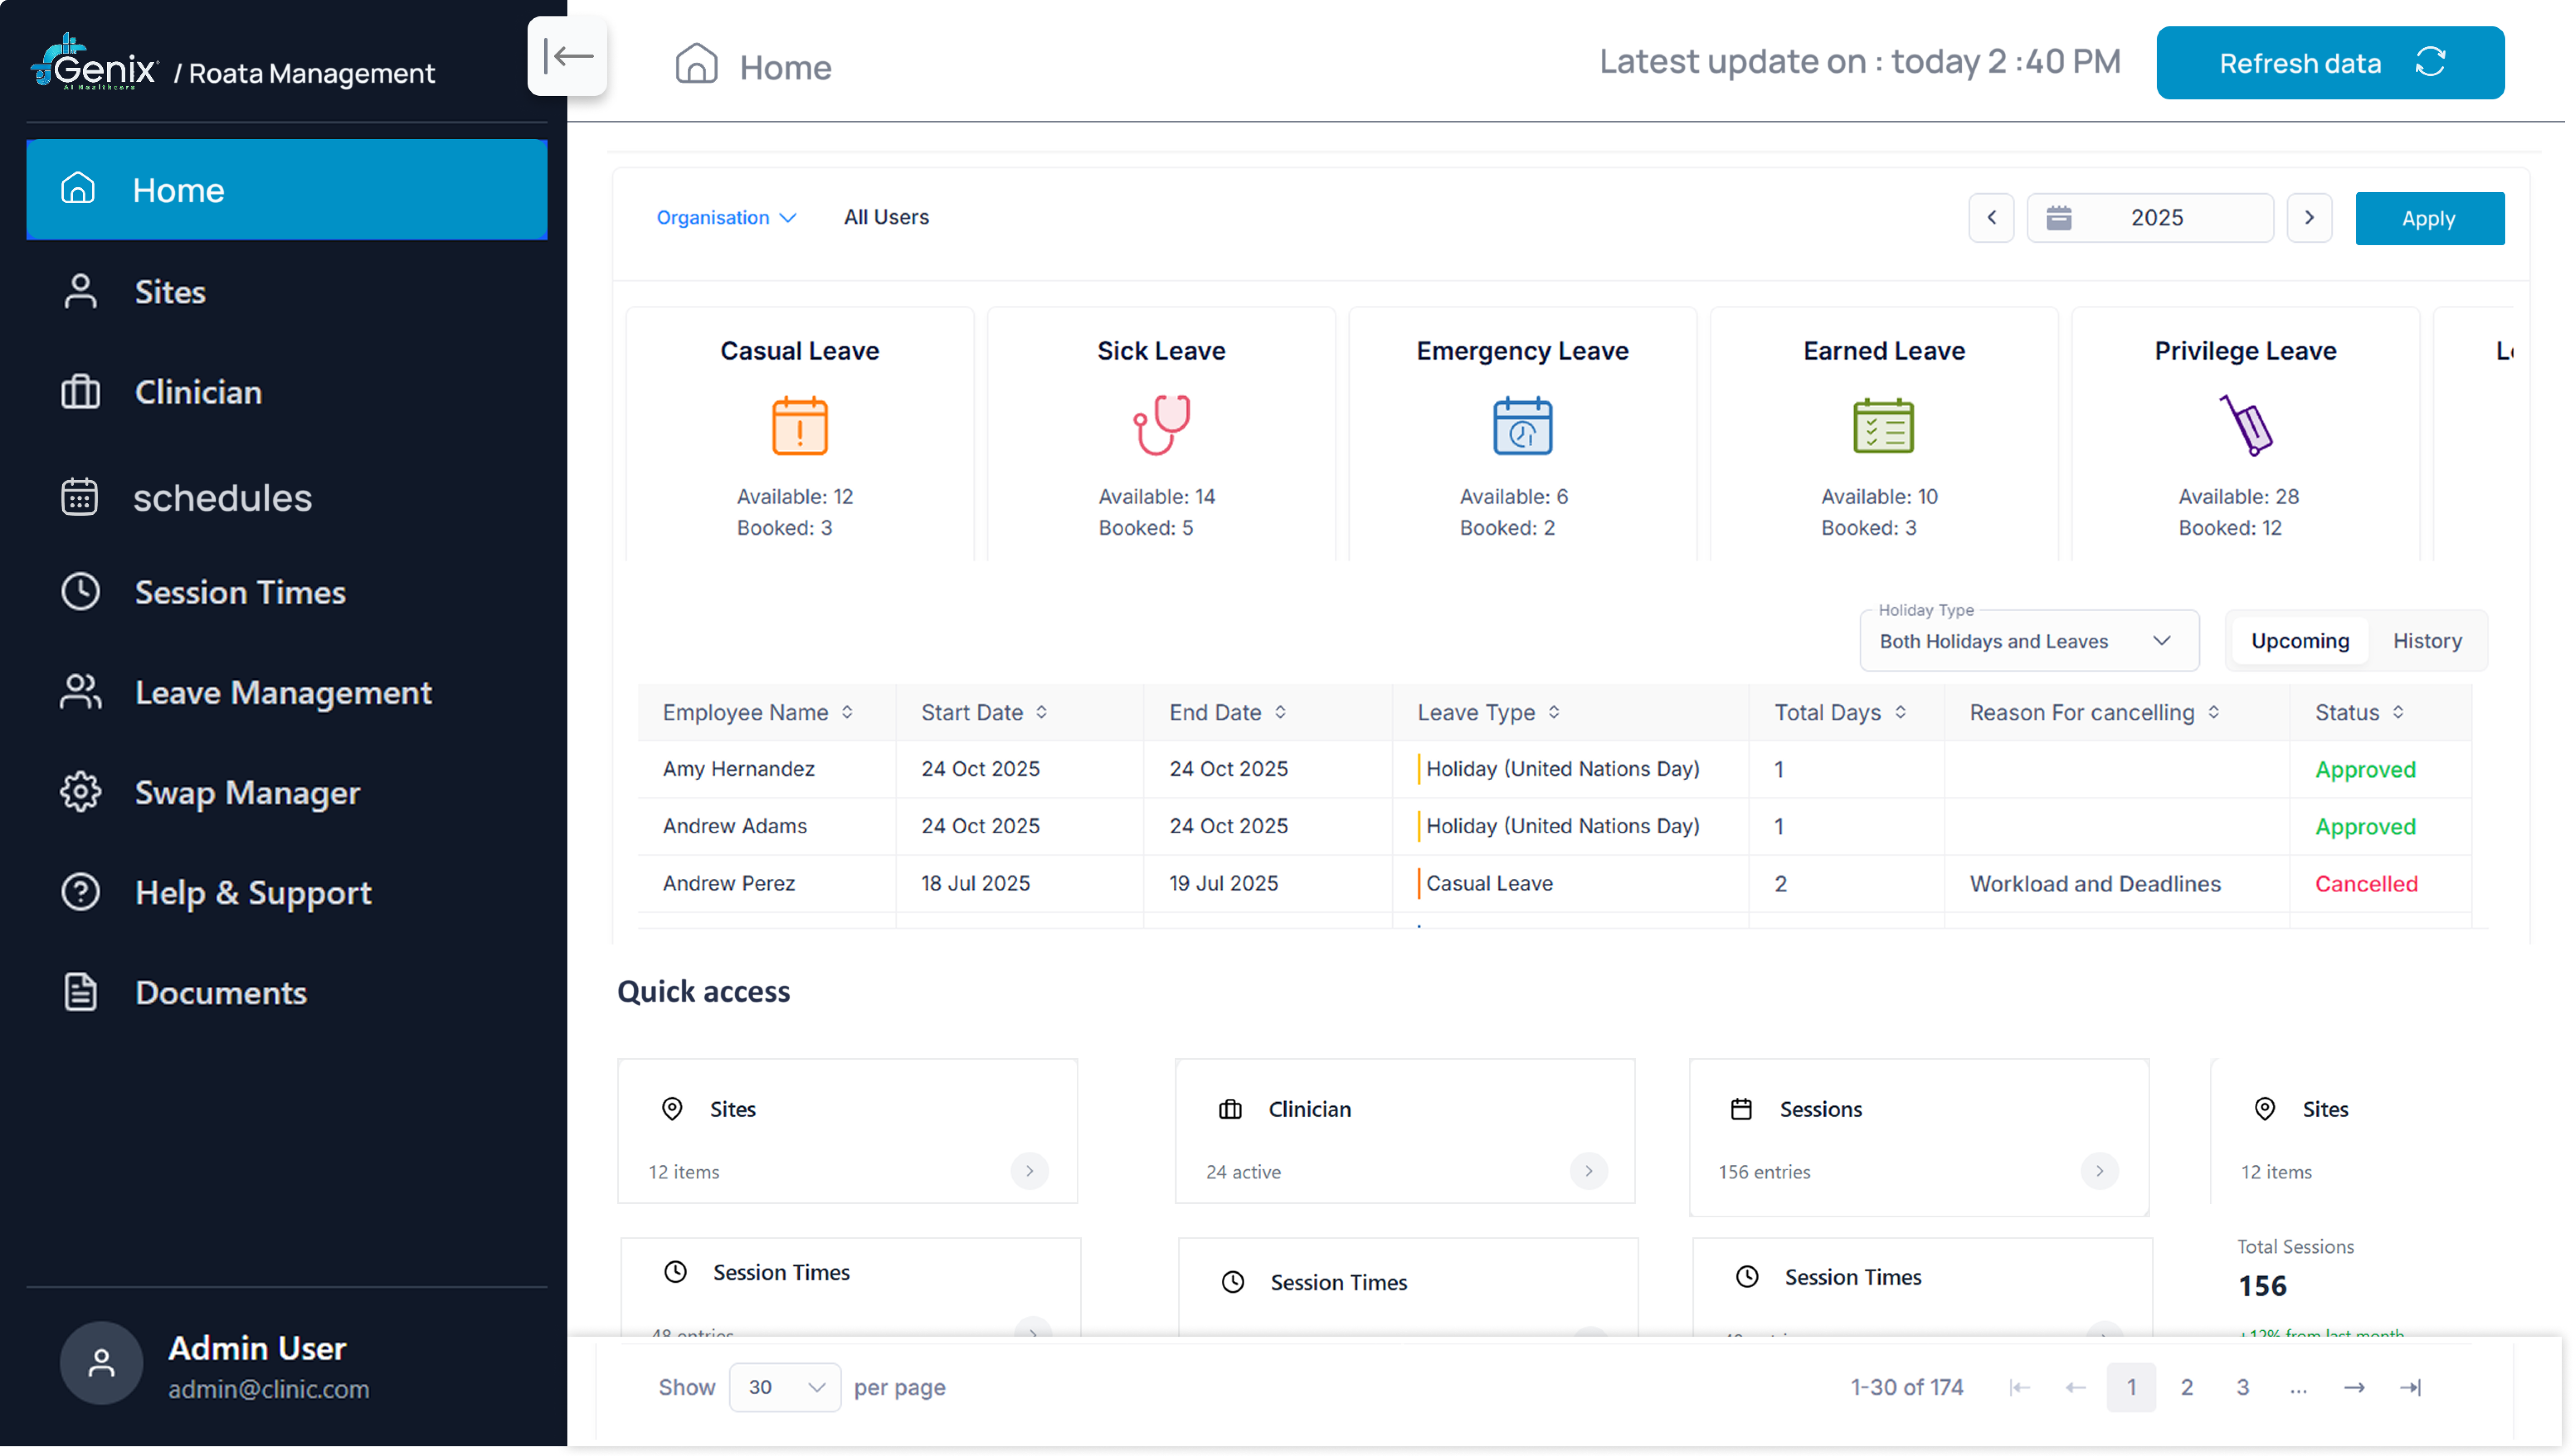 Genix
AI Healthcare
/ Roata Management
Home
Sites
Clinician
schedules
Session Times
Leave Management
Swap Manager
Help & Support
Documents
Admin User
admin@clinic.com
Home
Latest update on : today 2 :40 PM
Refresh data
Organisation
All Users
2025
Apply
Casual Leave
Available: 12
Booked: 3
Sick Leave
Available: 14
Booked: 5
Emergency Leave
Available: 6
Booked: 2
Earned Leave
Available: 10
Booked: 3
Privilege Leave
Available: 28
Booked: 12
Holiday Type
Both Holidays and Leaves
Upcoming
History
Employee Name Start Date End Date Leave Type Total Days Reason For cancelling Status
Amy Hernandez 24 Oct 2025 24 Oct 2025 Holiday (United Nations Day) 1 Approved
Andrew Adams 24 Oct 2025 24 Oct 2025 Holiday (United Nations Day) 1 Approved
Andrew Perez 18 Jul 2025 19 Jul 2025 Casual Leave 2 Workload and Deadlines Cancelled
Quick access
Sites
12 items
Clinician
24 active
Sessions
156 entries
Sites
12 items
Session Times
48 entries
Session Times
Session Times
Total Sessions
156
+12% from last month
Show 30 per page
1-30 of 174
1 2 3 ...